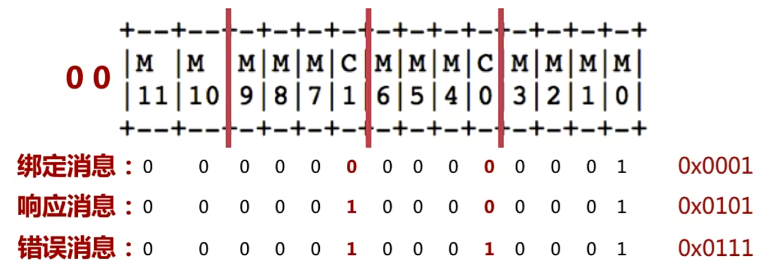 +--+--+-+-+-+-+-+-+-+-+-+-+-+-+
00 |M |M |M|M|M|C|M|M|M|C|M|M|M|M|
|11|10|9|8|7|1|6|5|4|0|3|2|1|0|
+--+--+-+-+-+-+-+-+-+-+-+-+-+-+
绑定消息：0 0 0 0 0 0 0 0 0 0 0 0 0 1 0x0001
响应消息：0 0 0 0 0 1 0 0 0 0 0 0 0 1 0x0101
错误消息：0 0 0 0 0 1 0 0 0 1 0 0 0 1 0x0111